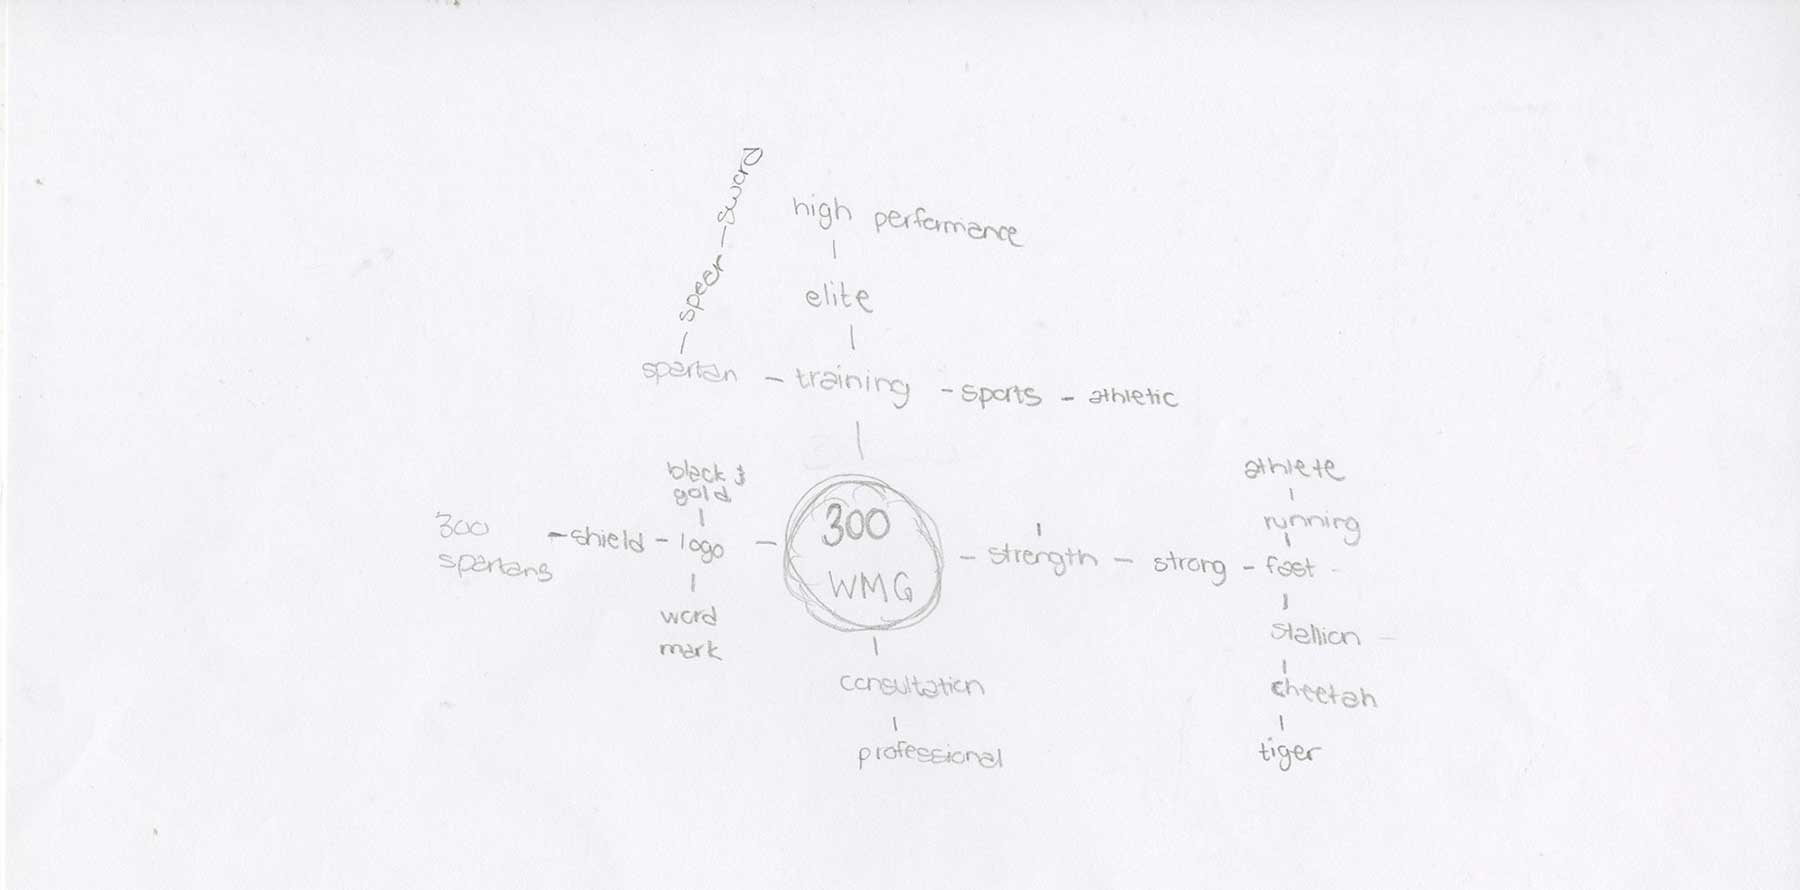 sword
high performance
spear
elite
spartan - training - sports - athletic
athlete
black &
gold
running
300
spartans
- shield - logo -
300
WMG
- strength - strong - fast -
word
mark
stallion
consultation
cheetah
professional
tiger